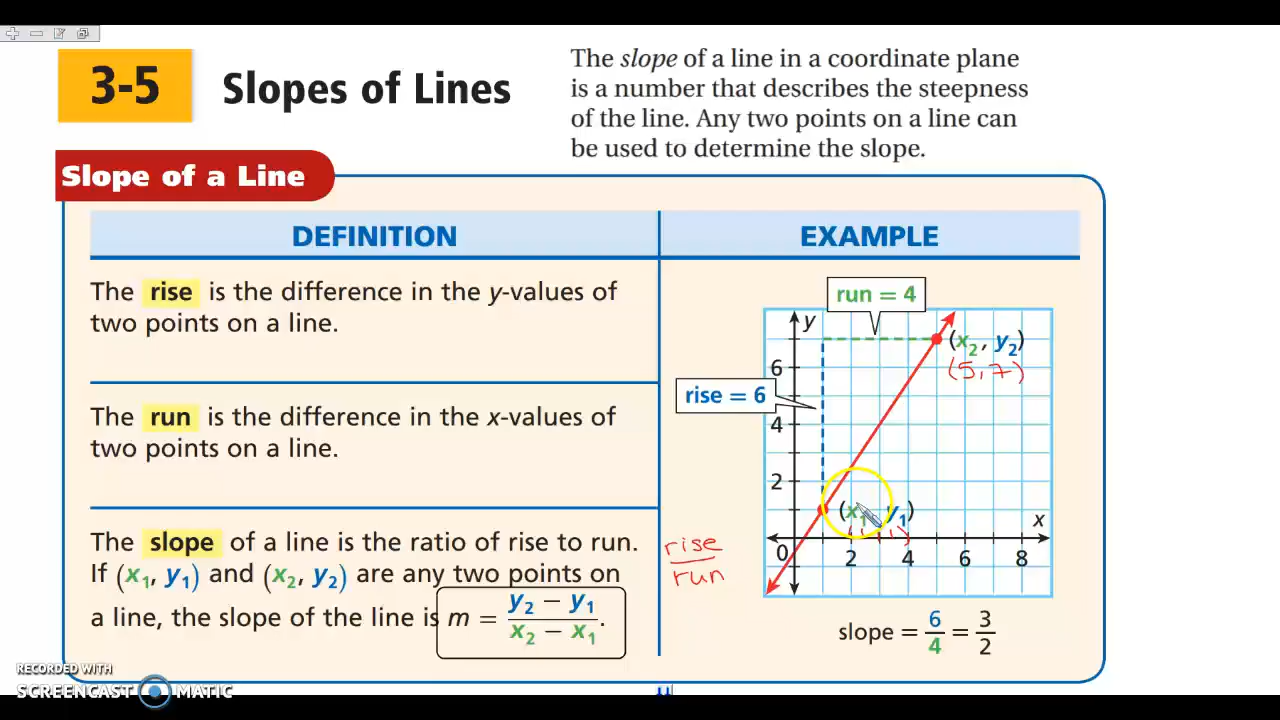 3-5 Slopes of Lines
The slope of a line in a coordinate plane
is a number that describes the steepness
of the line. Any two points on a line can
be used to determine the slope.
Slope of a Line
DEFINITION
EXAMPLE
The rise is the difference in the y-values of
two points on a line.
The run is the difference in the x-values of
two points on a line.
The slope of a line is the ratio of rise to run.
If (x₁, y₁) and (x₂, y₂) are any two points on
a line, the slope of the line is m = (y₂ − y₁)/(x₂ − x₁).
run = 4
y
(x₂, y₂)
(5,7)
6
rise = 6
4
2
(x₁, y₁)
(1,1)
x
0 2 4 6 8
rise
run
slope = 6/4 = 3/2
RECORDED WITH
SCREENCAST MATIC